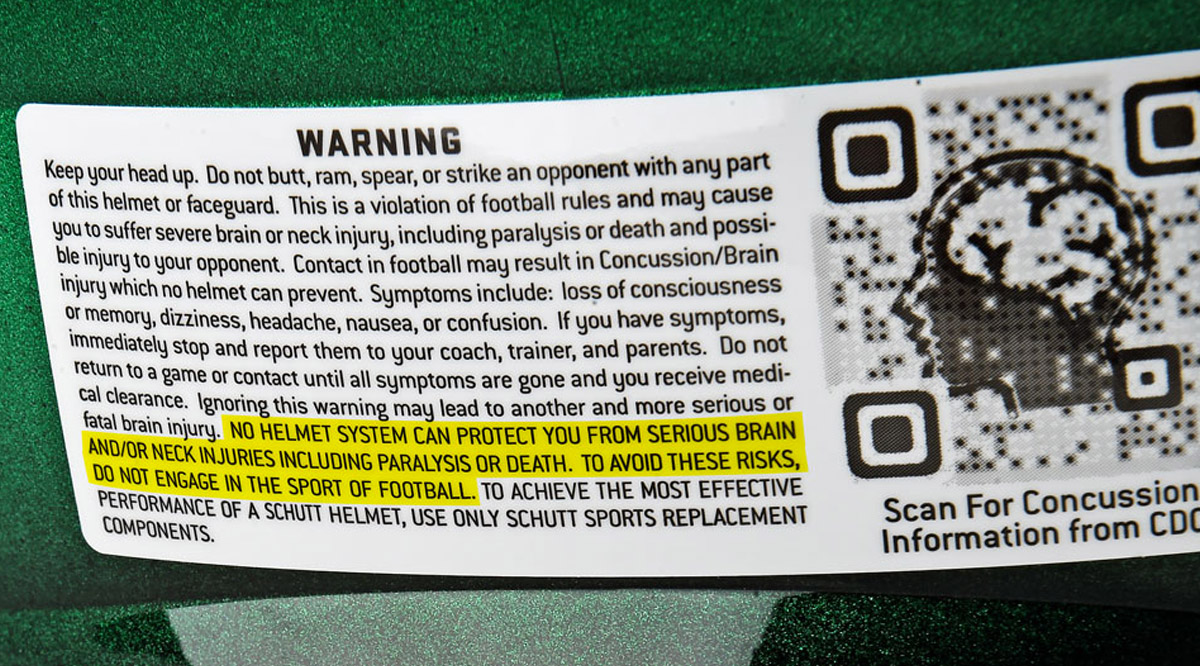 WARNING
Keep your head up. Do not butt, ram, spear, or strike an opponent with any part
of this helmet or faceguard. This is a violation of football rules and may cause
you to suffer severe brain or neck injury, including paralysis or death and possi-
ble injury to your opponent. Contact in football may result in Concussion/Brain
injury which no helmet can prevent. Symptoms include: loss of consciousness
or memory, dizziness, headache, nausea, or confusion. If you have symptoms,
immediately stop and report them to your coach, trainer, and parents. Do not
return to a game or contact until all symptoms are gone and you receive medi-
cal clearance. Ignoring this warning may lead to another and more serious or
fatal brain injury. NO HELMET SYSTEM CAN PROTECT YOU FROM SERIOUS BRAIN
AND/OR NECK INJURIES INCLUDING PARALYSIS OR DEATH. TO AVOID THESE RISKS,
DO NOT ENGAGE IN THE SPORT OF FOOTBALL. TO ACHIEVE THE MOST EFFECTIVE
PERFORMANCE OF A SCHUTT HELMET, USE ONLY SCHUTT SPORTS REPLACEMENT
COMPONENTS.
Scan For Concussion
Information from CDC